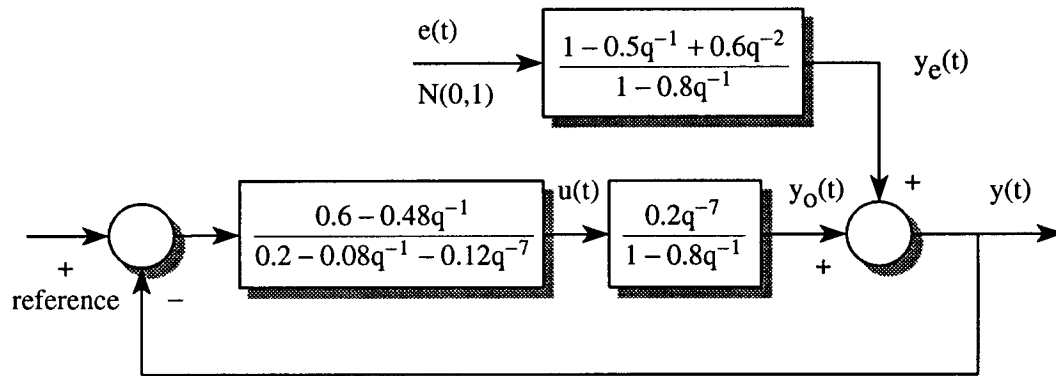 e(t)
N(0,1)
1 − 0.5q⁻¹ + 0.6q⁻²
1 − 0.8q⁻¹
yₑ(t)
+
reference
−
0.6 − 0.48q⁻¹
0.2 − 0.08q⁻¹ − 0.12q⁻⁷
u(t)
0.2q⁻⁷
1 − 0.8q⁻¹
yₒ(t)
+
+
y(t)